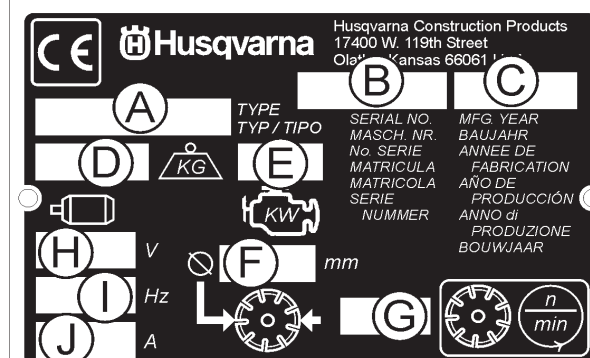 CE
Husqvarna
Husqvarna Construction Products
17400 W. 119th Street
Kansas 66061
A
TYPE
TYP / TIPO
B
SERIAL NO.
MASCH. NR.
No. SERIE
MATRICULA
MATRICOLA
SERIE
NUMMER
C
MFG. YEAR
BAUJAHR
ANNEE DE
FABRICATION
AÑO DE
PRODUCCIÓN
ANNO di
PRODUZIONE
BOUWJAAR
D
KG
E
KW
H
V
F
mm
I
Hz
G
n
min
J
A